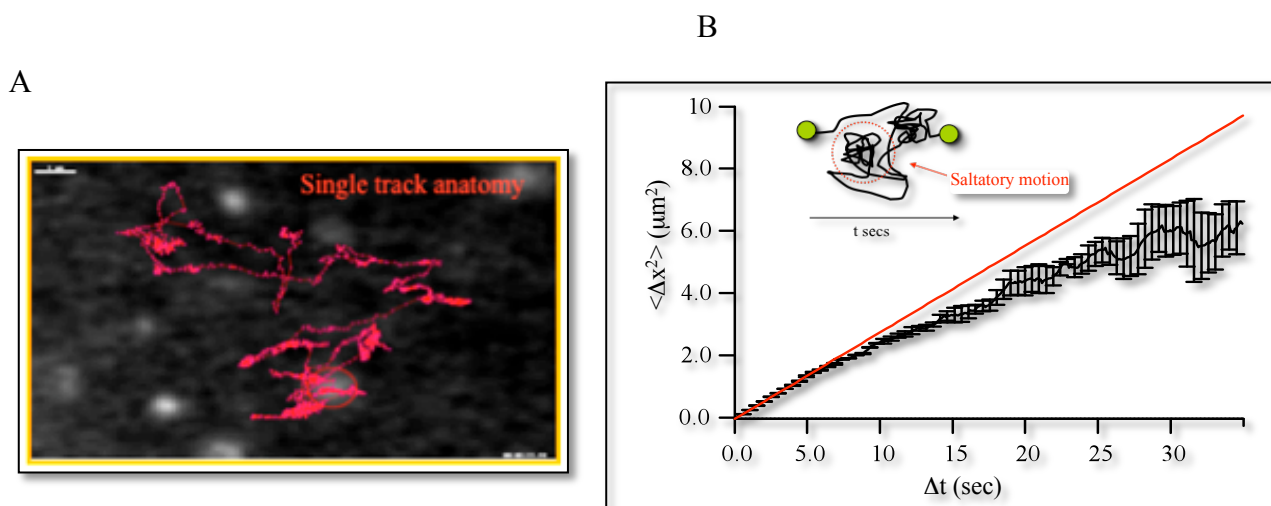 B
A
Single track anatomy
10
8.0
6.0
4.0
2.0
0.0
<Δx²> (μm²)
Saltatory motion
t secs
0.0 5.0 10 15 20 25 30
Δt (sec)